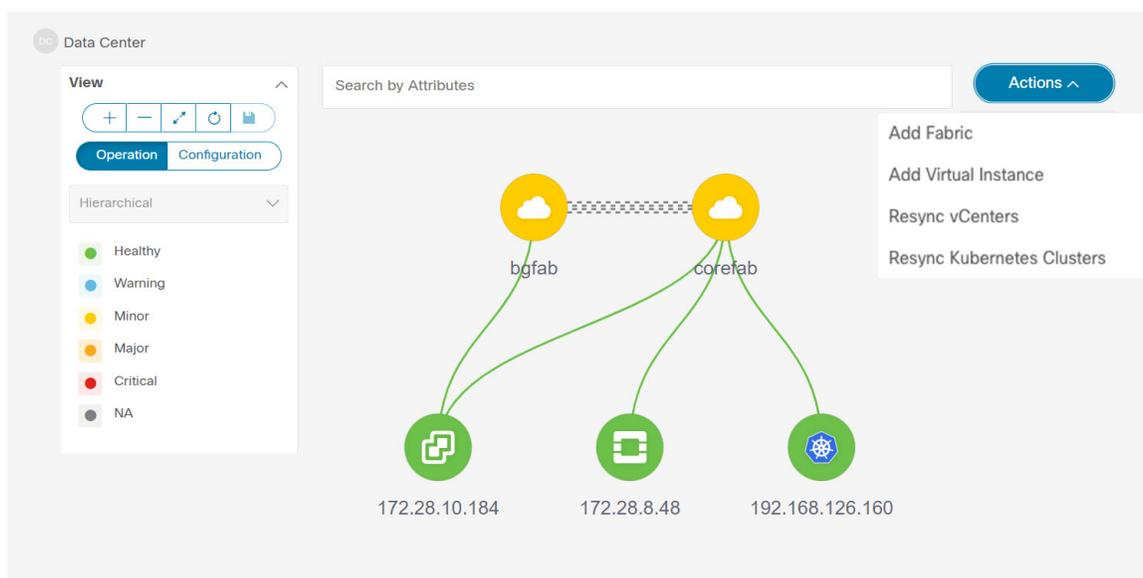 DC Data Center
View
Search by Attributes
Actions
Operation Configuration
Hierarchical
Healthy
Warning
Minor
Major
Critical
NA
Add Fabric
Add Virtual Instance
Resync vCenters
Resync Kubernetes Clusters
bgfab corefab
172.28.10.184 172.28.8.48 192.168.126.160